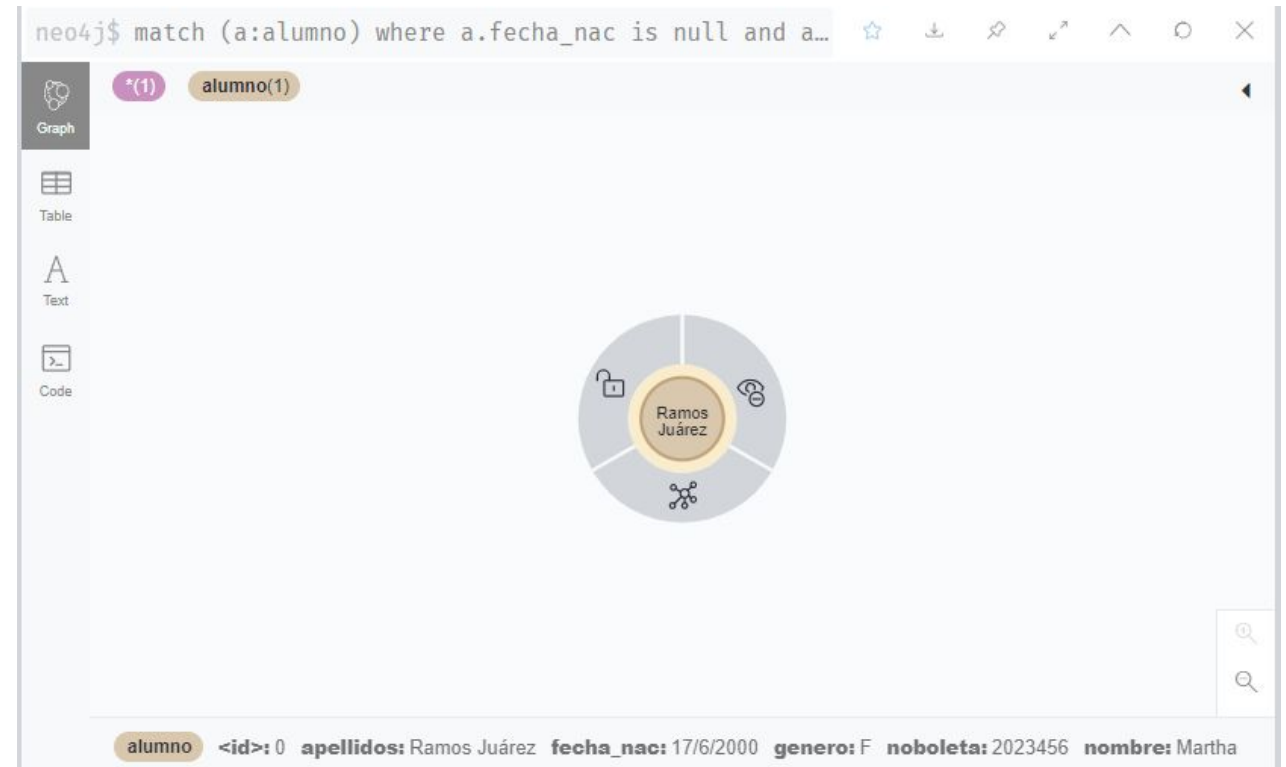 neo4j$ match (a:alumno) where a.fecha_nac is null and a…
*(1) alumno(1)
Graph
Table
Text
Code
Ramos
Juárez
alumno <id>: 0 apellidos: Ramos Juárez fecha_nac: 17/6/2000 genero: F noboleta: 2023456 nombre: Martha